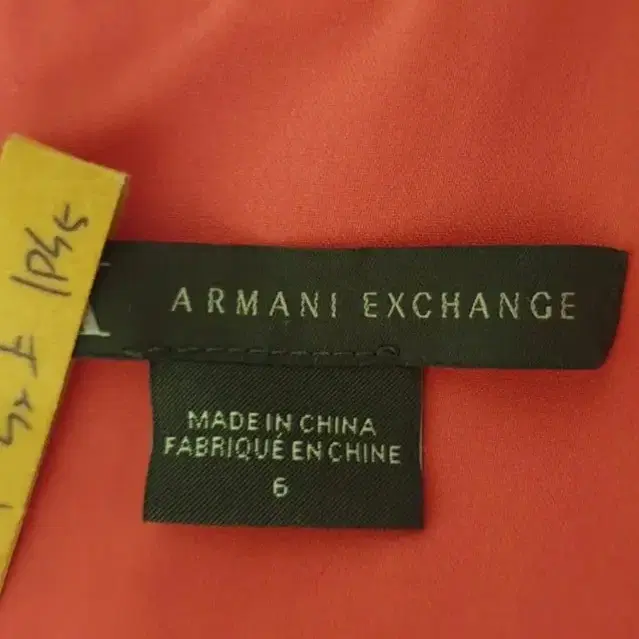 ARMANI EXCHANGE
MADE IN CHINA
FABRIQUÉ EN CHINE
6